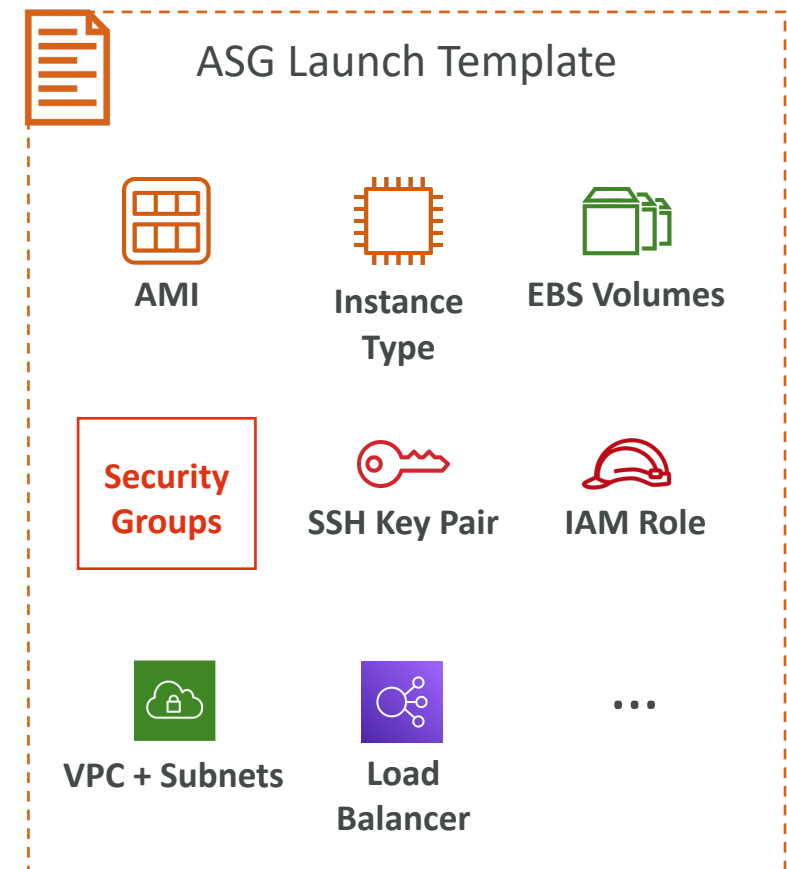 ASG Launch Template
AMI
Instance
Type
EBS Volumes
Security
Groups
SSH Key Pair
IAM Role
VPC + Subnets
Load
Balancer
...